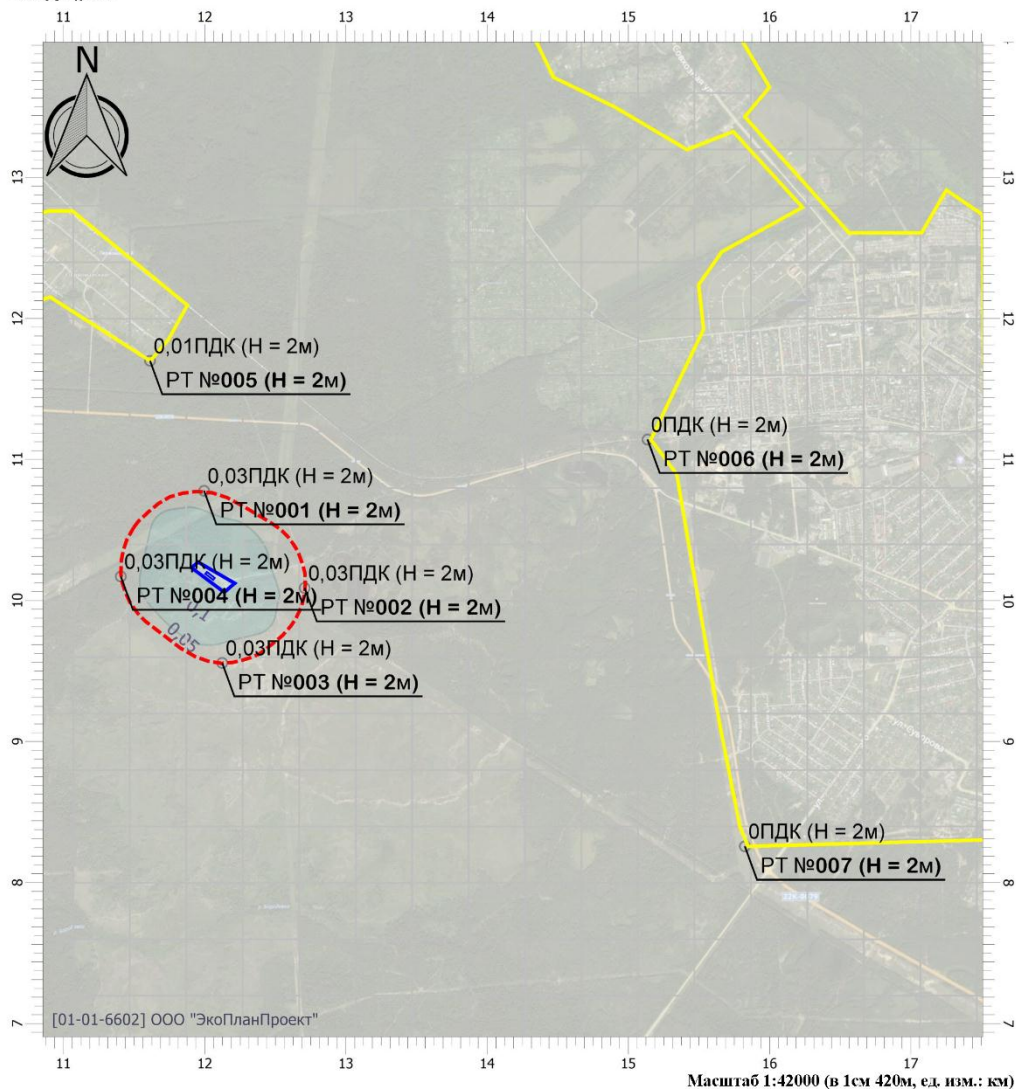 11 12 13 14 15 16 17
N
13 13
12 12
0,01ПДК (Н = 2м)
РТ №005 (Н = 2м)
0ПДК (Н = 2м)
РТ №006 (Н = 2м)
11 11
0,03ПДК (Н = 2м)
РТ №001 (Н = 2м)
0,03ПДК (Н = 2м)
РТ №004 (Н = 2м)
0,03ПДК (Н = 2м)
РТ №002 (Н = 2м)
10 10
0,1
0,05
0,03ПДК (Н = 2м)
РТ №003 (Н = 2м)
9 9
0ПДК (Н = 2м)
РТ №007 (Н = 2м)
8 8
[01-01-6602] ООО "ЭкоПланПроект"
7 7
11 12 13 14 15 16 17
Масштаб 1:42000 (в 1см 420м, ед. изм.: км)